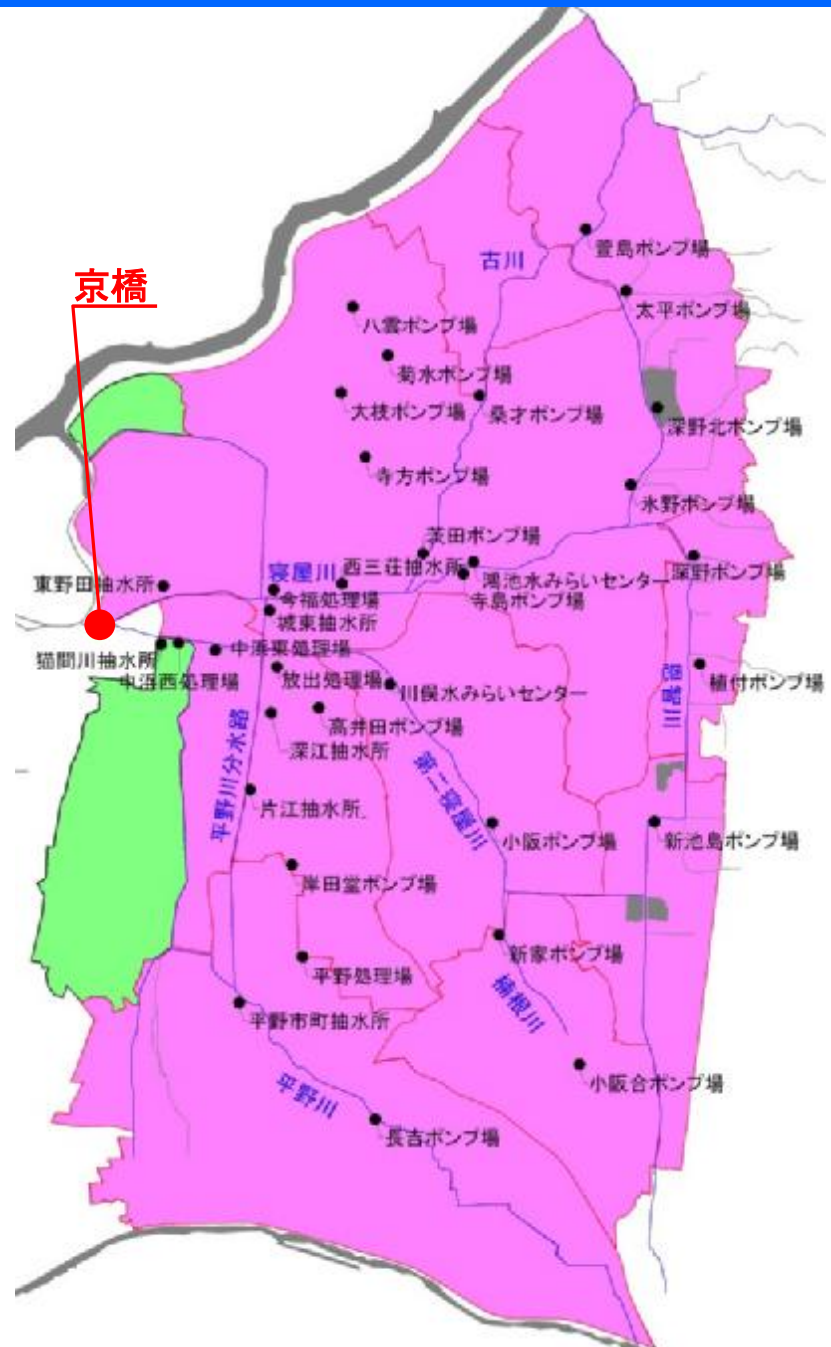 萱島ポンプ場
古川
京橋
太平ポンプ場
八雲ポンプ場
菊水ポンプ場
大枝ポンプ場
桑才ポンプ場
深野北ポンプ場
寺方ポンプ場
氷野ポンプ場
茨田ポンプ場
寝屋川
西三荘抽水所
鴻池水みらいセンター
深野ポンプ場
東野田抽水所
今福処理場
寺島ポンプ場
城東抽水所
猫間川抽水所
中浜東処理場
中浜西処理場
放出処理場
川俣水みらいセンター
植付ポンプ場
恩智川
高井田ポンプ場
深江抽水所
平野川分水路
第二寝屋川
片江抽水所
小阪ポンプ場
新池島ポンプ場
岸田堂ポンプ場
新家ポンプ場
平野処理場
楠根川
平野市町抽水所
小阪合ポンプ場
平野川
長吉ポンプ場